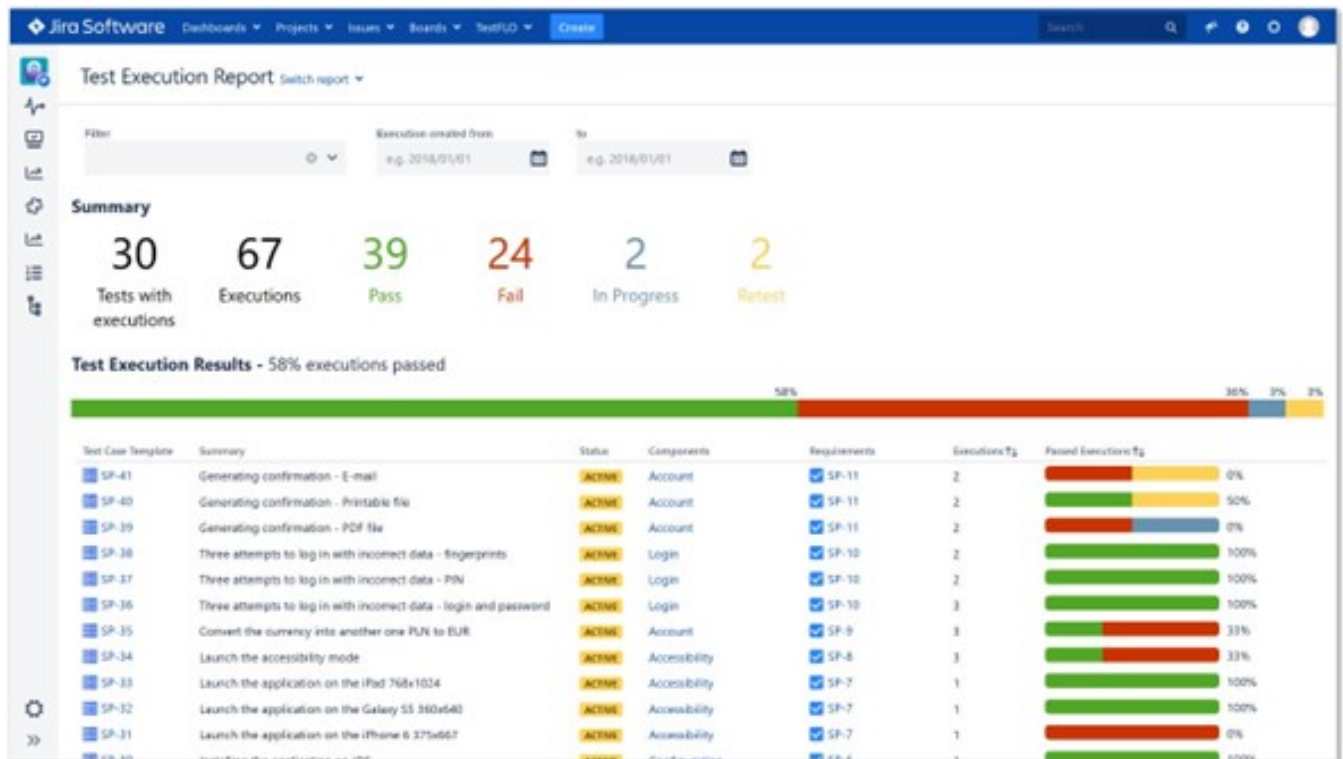 Jira Software Dashboards Projects Issues Boards TestFLO Create Search
Test Execution Report Switch report
Filter Execution created from to
e.g. 2018/01/01 e.g. 2018/01/01
Summary
30 67 39 24 2 2
Tests with executions Executions Pass Fail In Progress Retest
Test Execution Results - 58% executions passed
58% 36% 3% 3%
Test Case Template Summary Status Components Requirements Executions Passed Executions
SP-41 Generating confirmation - E-mail ACTIVE Account SP-11 2 0%
SP-40 Generating confirmation - Printable file ACTIVE Account SP-11 2 50%
SP-39 Generating confirmation - PDF file ACTIVE Account SP-11 2 0%
SP-38 Three attempts to log in with incorrect data - fingerprints ACTIVE Login SP-10 2 100%
SP-37 Three attempts to log in with incorrect data - PIN ACTIVE Login SP-10 2 100%
SP-36 Three attempts to log in with incorrect data - login and password ACTIVE Login SP-10 3 100%
SP-35 Convert the currency into another one PLN to EUR ACTIVE Account SP-9 3 33%
SP-34 Launch the accessibility mode ACTIVE Accessibility SP-8 3 33%
SP-33 Launch the application on the iPad 768x1024 ACTIVE Accessibility SP-7 1 100%
SP-32 Launch the application on the Galaxy S5 360x640 ACTIVE Accessibility SP-7 1 100%
SP-31 Launch the application on the iPhone 6 375x667 ACTIVE Accessibility SP-7 1 0%